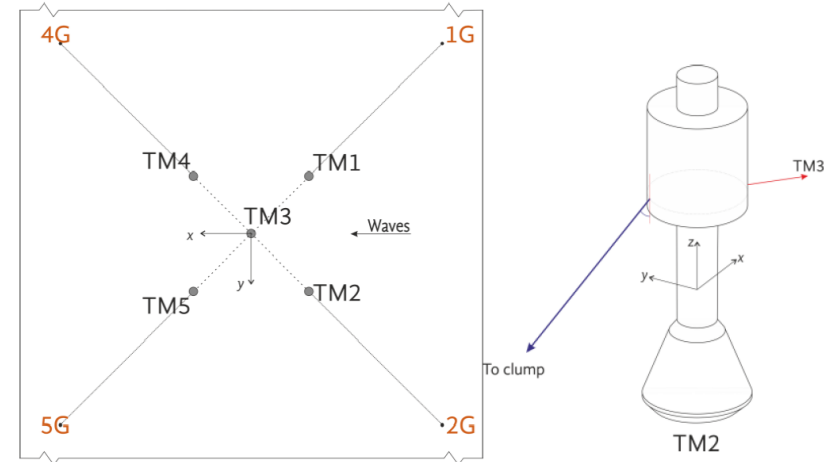 4G
1G
TM4
TM1
TM3
Waves
x
y
TM5
TM2
5G
2G
TM3
z
x
y
To clump
TM2